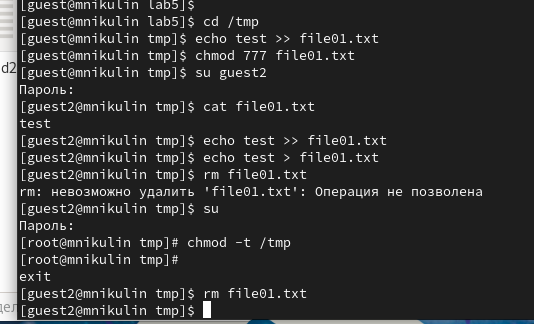 [guest@mnikulin lab5]$
[guest@mnikulin lab5]$ cd /tmp
[guest@mnikulin tmp]$ echo test >> file01.txt
[guest@mnikulin tmp]$ chmod 777 file01.txt
[guest@mnikulin tmp]$ su guest2
Пароль:
[guest2@mnikulin tmp]$ cat file01.txt
test
[guest2@mnikulin tmp]$ echo test >> file01.txt
[guest2@mnikulin tmp]$ echo test > file01.txt
[guest2@mnikulin tmp]$ rm file01.txt
rm: невозможно удалить 'file01.txt': Операция не позволена
[guest2@mnikulin tmp]$ su
Пароль:
[root@mnikulin tmp]# chmod -t /tmp
[root@mnikulin tmp]#
exit
[guest2@mnikulin tmp]$ rm file01.txt
[guest2@mnikulin tmp]$